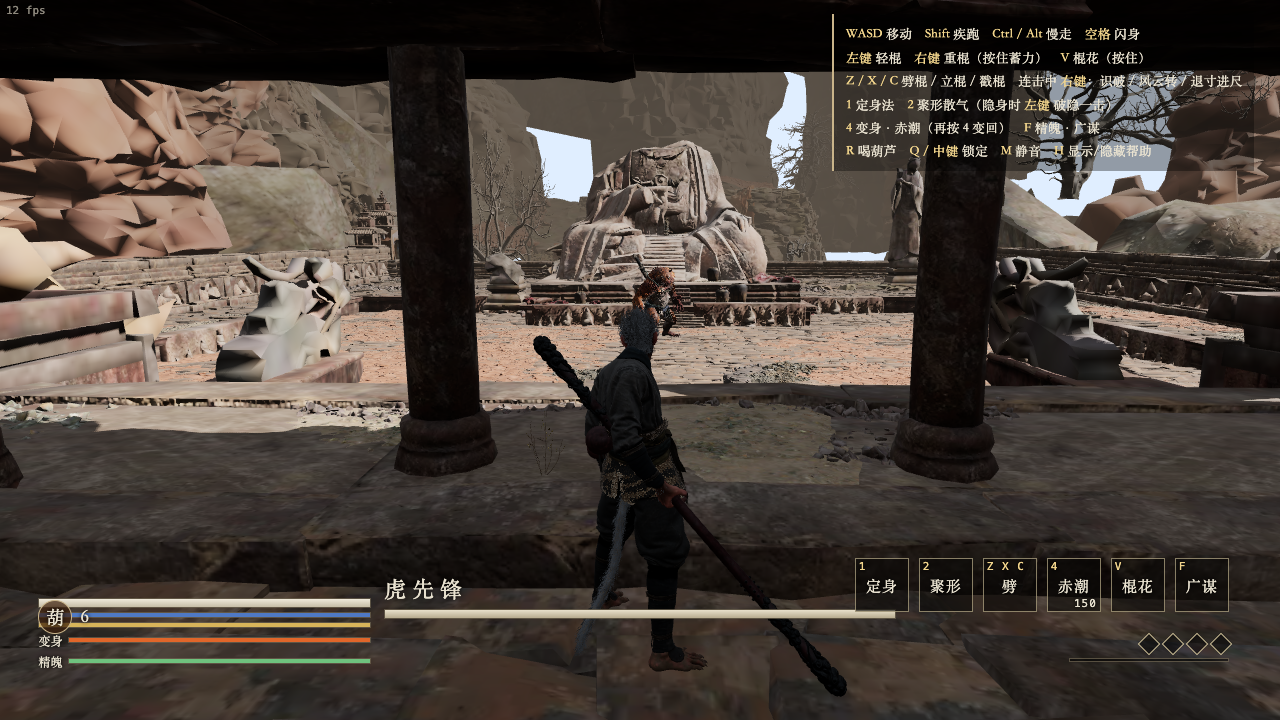 12 fps
WASD 移动 Shift 疾跑 Ctrl / Alt 慢走 空格 闪身
左键 轻棍 右键 重棍（按住蓄力） V 棍花（按住）
Z / X / C 劈棍 / 立棍 / 戳棍 连击中 右键：识破 / 风云转 / 退寸进尺
1 定身法 2 聚形散气（隐身时 左键 破隐一击）
4 变身 · 赤潮（再按 4 变回） F 精魄 · 广谋
R 喝葫芦 Q / 中键 锁定 M 静音 H 显示/隐藏帮助
虎先锋
葫 6
变身
精魄
1 定身
2 聚形
Z X C 劈
4 赤潮 150
V 棍花
F 广谋